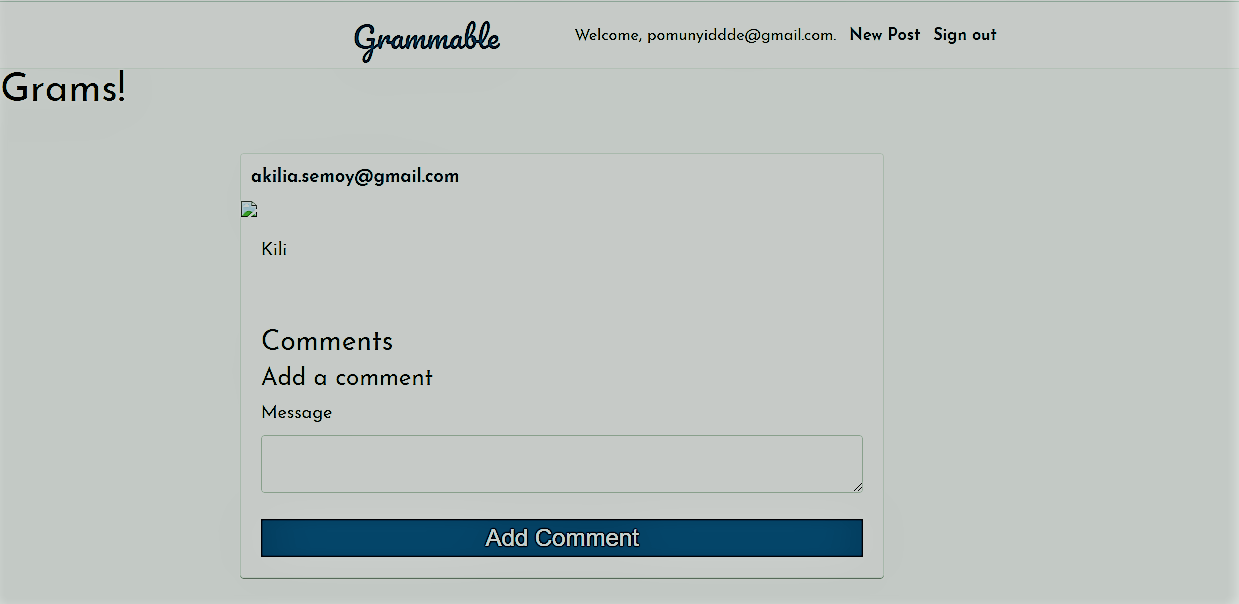 Grammable Welcome, pomunyiddde@gmail.com. New Post Sign out
Grams!
akilia.semoy@gmail.com
Kili
Comments
Add a comment
Message
Add Comment